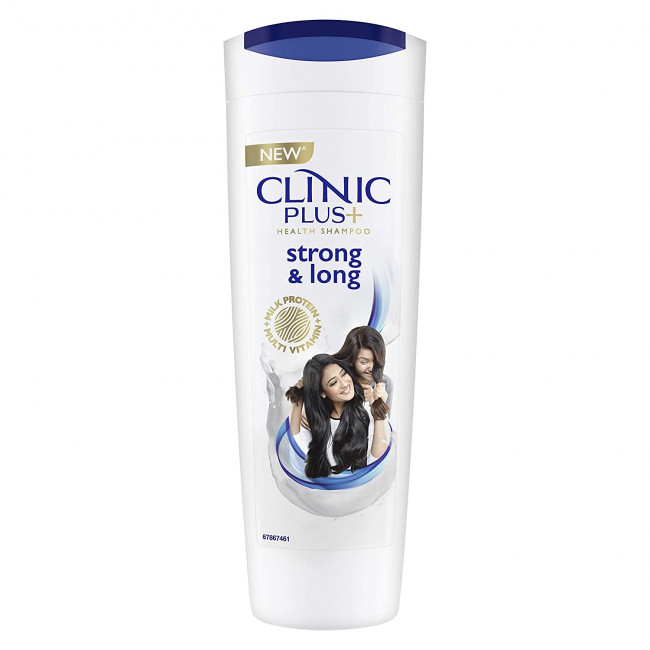 NEW^
CLINIC
PLUS+
HEALTH SHAMPOO
strong
& long
+ MILK PROTEIN +
MULTI VITAMIN
67867461